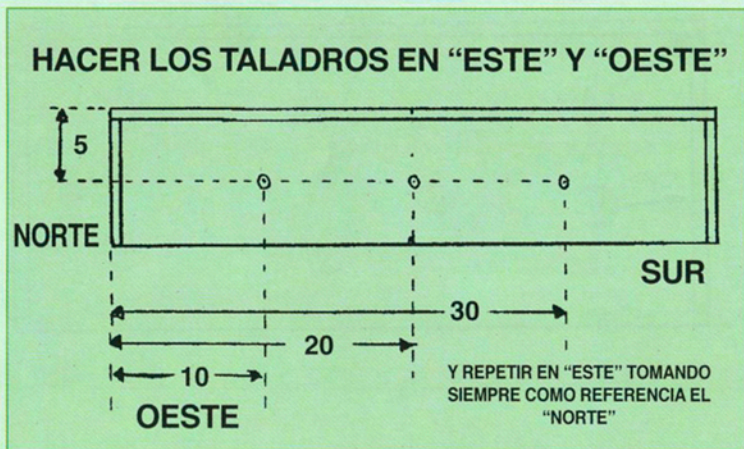 HACER LOS TALADROS EN “ESTE” Y “OESTE”
5
NORTE
SUR
30
20
10
OESTE
Y REPETIR EN “ESTE” TOMANDO
SIEMPRE COMO REFERENCIA EL
“NORTE”